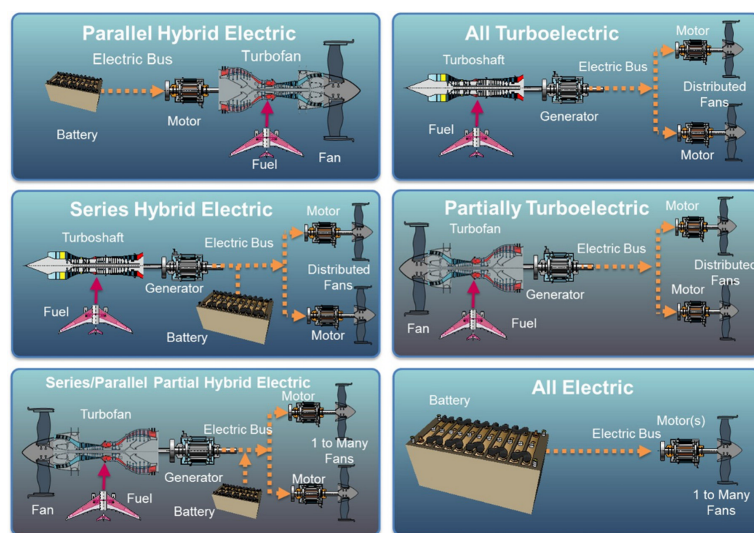 Parallel Hybrid Electric
Electric Bus
Turbofan
Battery
Motor
Fuel
Fan
All Turboelectric
Motor
Turboshaft
Electric Bus
Distributed
Fans
Generator
Fuel
Motor
Series Hybrid Electric
Motor
Turboshaft
Electric Bus
Distributed
Fans
Generator
Fuel
Battery
Motor
Partially Turboelectric
Motor
Turbofan
Electric Bus
Distributed
Fans
Generator
Motor
Fan
Fuel
Series/Parallel Partial Hybrid Electric
Motor
Turbofan
Electric Bus
1 to Many
Fans
Generator
Motor
Fan
Fuel
Battery
All Electric
Battery
Motor(s)
Electric Bus
1 to Many
Fans